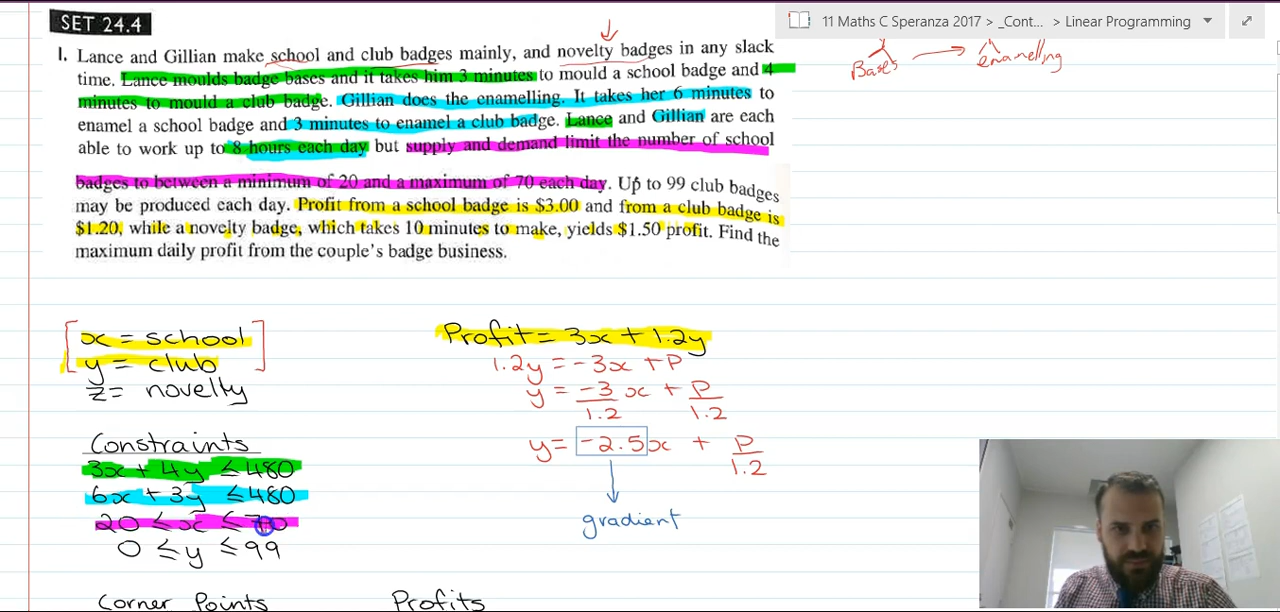 SET 24.4
11 Maths C Speranza 2017 > _Cont... > Linear Programming
1. Lance and Gillian make school and club badges mainly, and novelty badges in any slack
time. Lance moulds badge bases and it takes him 3 minutes to mould a school badge and 4
minutes to mould a club badge. Gillian does the enamelling. It takes her 6 minutes to
enamel a school badge and 3 minutes to enamel a club badge. Lance and Gillian are each
able to work up to 8 hours each day but supply and demand limit the number of school
badges to between a minimum of 20 and a maximum of 70 each day. Up to 99 club badges
may be produced each day. Profit from a school badge is $3.00 and from a club badge is
$1.20, while a novelty badge, which takes 10 minutes to make, yields $1.50 profit. Find the
maximum daily profit from the couple's badge business.
Bases
enamelling
x = school
y = club
z = novelty
Constraints
3x + 4y ≤ 480
6x + 3y ≤ 480
20 ≤ x ≤ 70
0 ≤ y ≤ 99
Profit = 3x + 1.2y
1.2y = -3x + P
y = -3/1.2 x + P/1.2
y = -2.5x + P/1.2
gradient
Corner Points
Profits